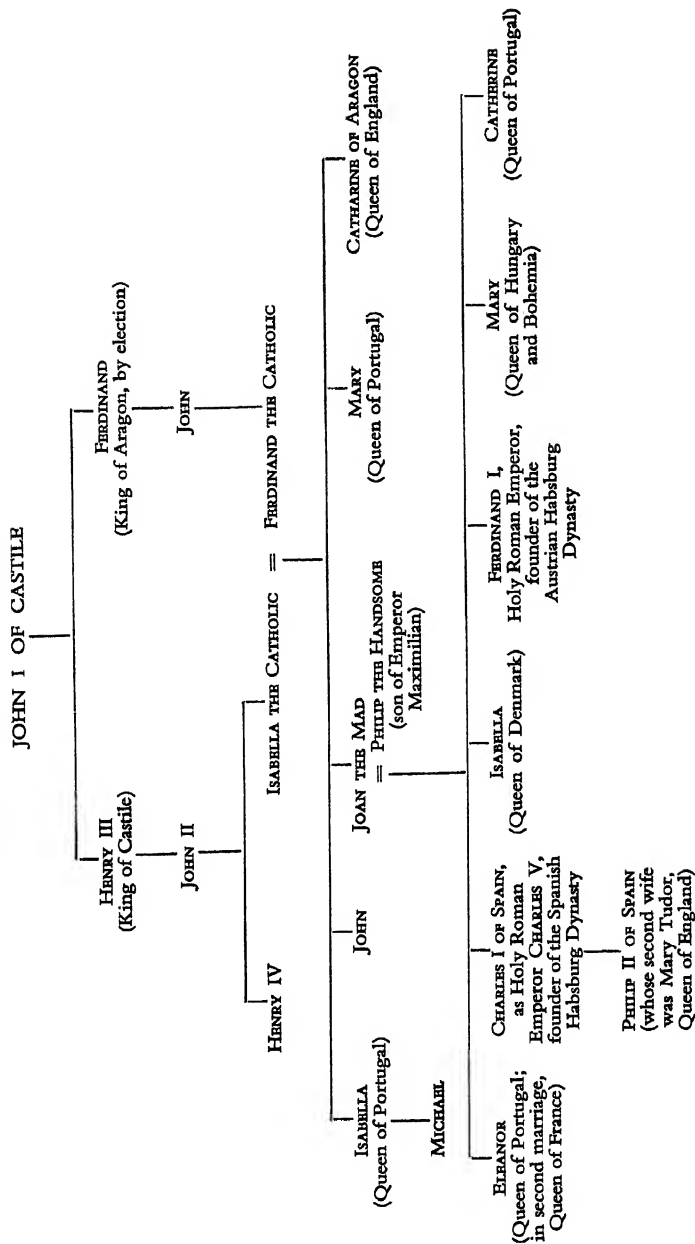 JOHN I OF CASTILE
HENRY III
(King of Castile)
FERDINAND
(King of Aragon, by election)
JOHN II
JOHN
HENRY IV
ISABELLA THE CATHOLIC = FERDINAND THE CATHOLIC
ISABELLA
(Queen of Portugal)
JOHN
JOAN THE MAD
= PHILIP THE HANDSOME
(son of Emperor
Maximilian)
MARY
(Queen of Portugal)
CATHARINE OF ARAGON
(Queen of England)
MICHAEL
ELEANOR
(Queen of Portugal;
in second marriage,
Queen of France)
CHARLES I OF SPAIN,
as Holy Roman
Emperor CHARLES V,
founder of the Spanish
Habsburg Dynasty
ISABELLA
(Queen of Denmark)
FERDINAND I,
Holy Roman Emperor,
founder of the
Austrian Habsburg
Dynasty
MARY
(Queen of Hungary
and Bohemia)
CATHERINE
(Queen of Portugal)
PHILIP II OF SPAIN
(whose second wife
was Mary Tudor,
Queen of England)